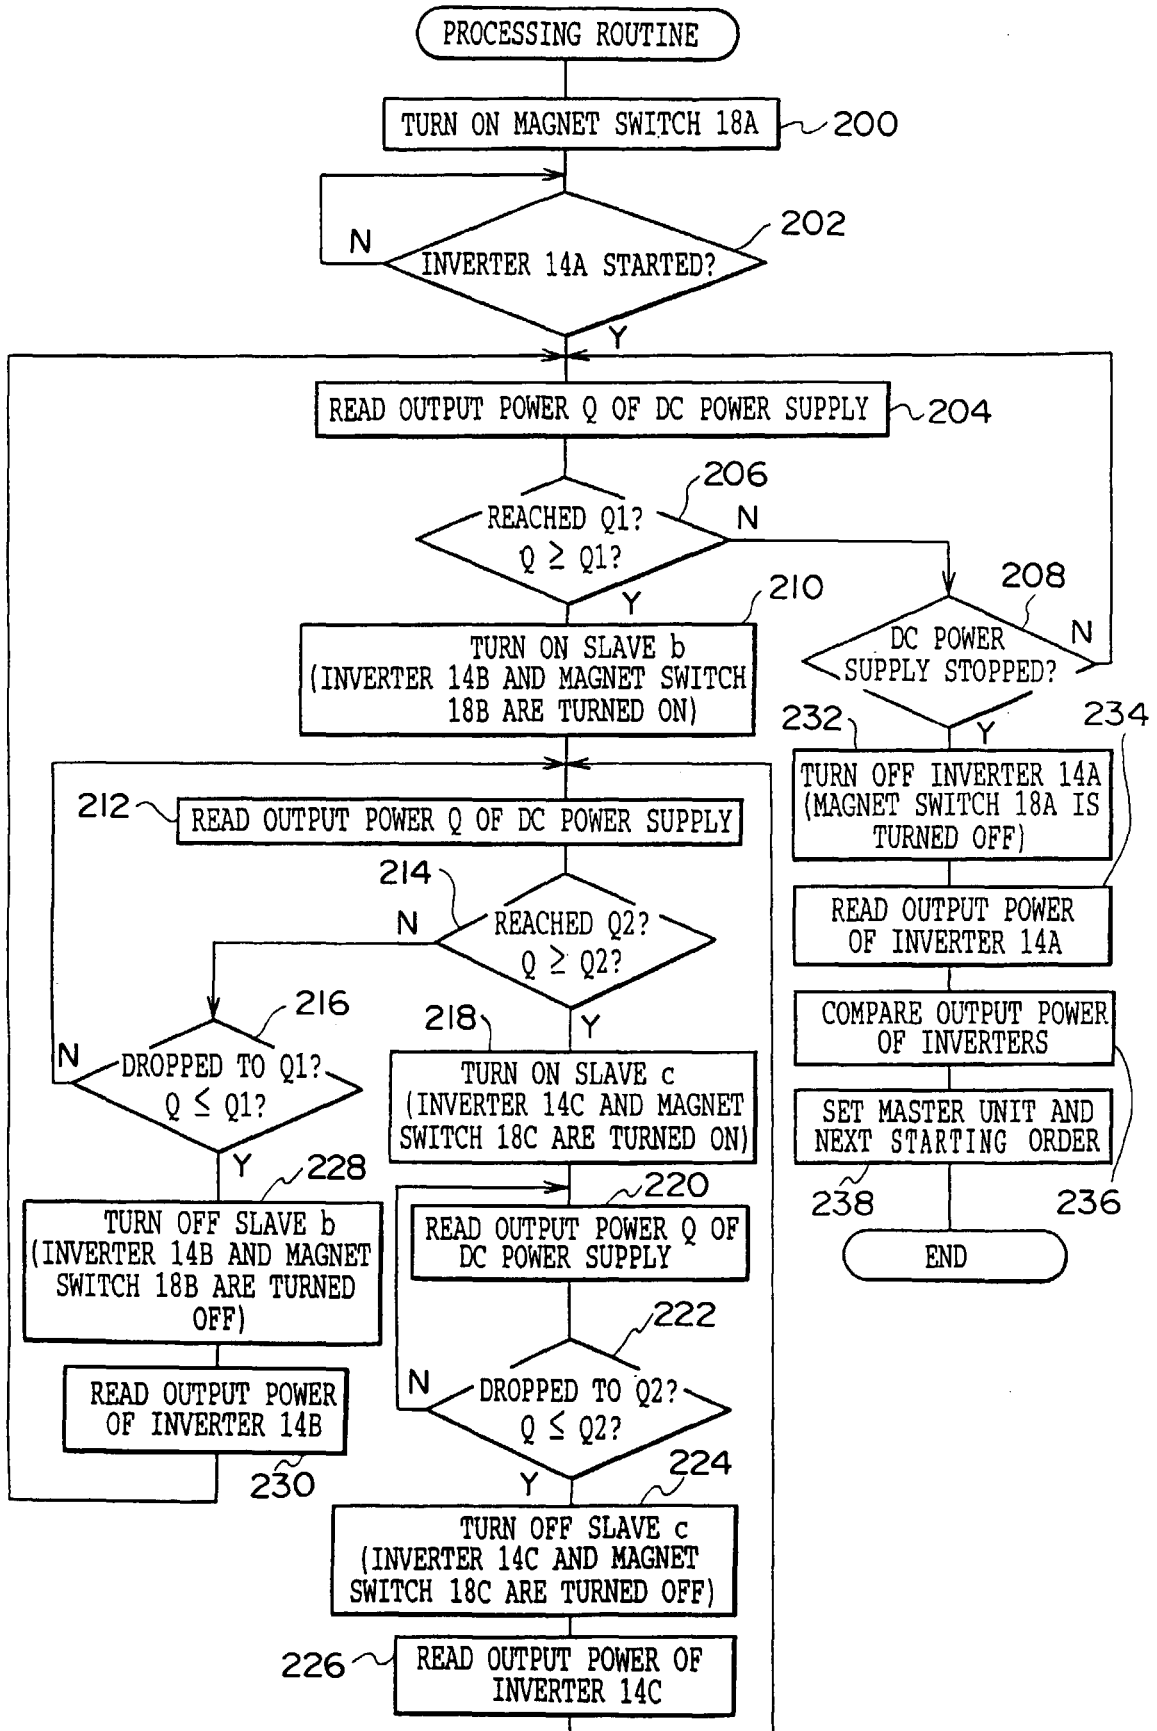 PROCESSING ROUTINE
TURN ON MAGNET SWITCH 18A
200
202
N
INVERTER 14A STARTED?
Y
READ OUTPUT POWER Q OF DC POWER SUPPLY
204
206
REACHED Q1?
Q ≥ Q1?
N
Y
208
DC POWER
SUPPLY STOPPED?
N
Y
210
TURN ON SLAVE b
(INVERTER 14B AND MAGNET SWITCH
18B ARE TURNED ON)
212
READ OUTPUT POWER Q OF DC POWER SUPPLY
214
N
REACHED Q2?
Q ≥ Q2?
Y
216
N
DROPPED TO Q1?
Q ≤ Q1?
Y
218
TURN ON SLAVE c
(INVERTER 14C AND MAGNET
SWITCH 18C ARE TURNED ON)
220
READ OUTPUT POWER Q OF
DC POWER SUPPLY
222
N
DROPPED TO Q2?
Q ≤ Q2?
Y
224
TURN OFF SLAVE c
(INVERTER 14C AND MAGNET
SWITCH 18C ARE TURNED OFF)
226
READ OUTPUT POWER OF
INVERTER 14C
228
TURN OFF SLAVE b
(INVERTER 14B AND MAGNET
SWITCH 18B ARE TURNED
OFF)
READ OUTPUT POWER
OF INVERTER 14B
230
232
234
TURN OFF INVERTER 14A
(MAGNET SWITCH 18A IS
TURNED OFF)
READ OUTPUT POWER
OF INVERTER 14A
COMPARE OUTPUT POWER
OF INVERTERS
SET MASTER UNIT AND
NEXT STARTING ORDER
238
236
END